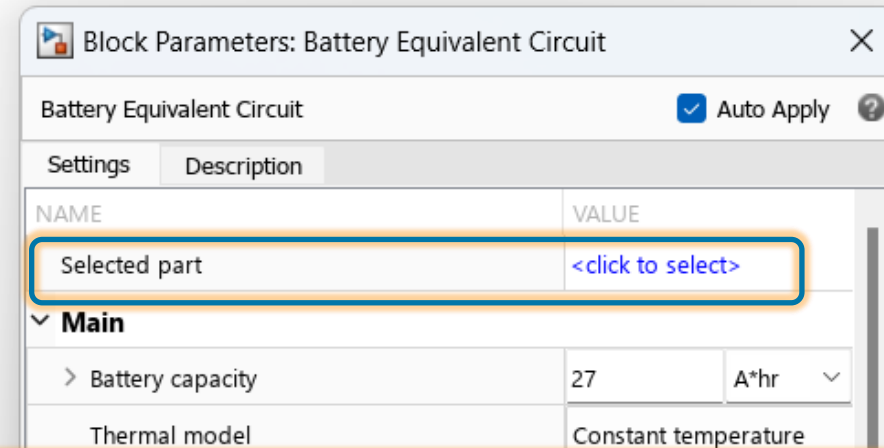 Block Parameters: Battery Equivalent Circuit
Battery Equivalent Circuit Auto Apply ?
Settings Description
NAME VALUE
Selected part <click to select>
Main
Battery capacity 27 A*hr
Thermal model Constant temperature